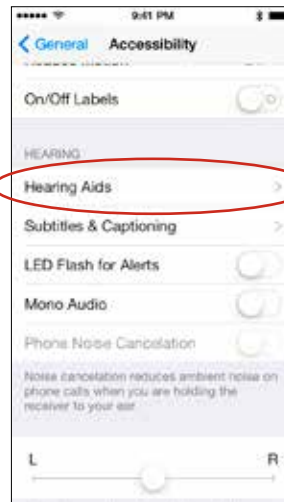 9:41 PM
General Accessibility
On/Off Labels
HEARING
Hearing Aids
Subtitles & Captioning
LED Flash for Alerts
Mono Audio
Phone Noise Cancelation
Noise cancelation reduces ambient noise on
phone calls when you are holding the
receiver to your ear.
L R